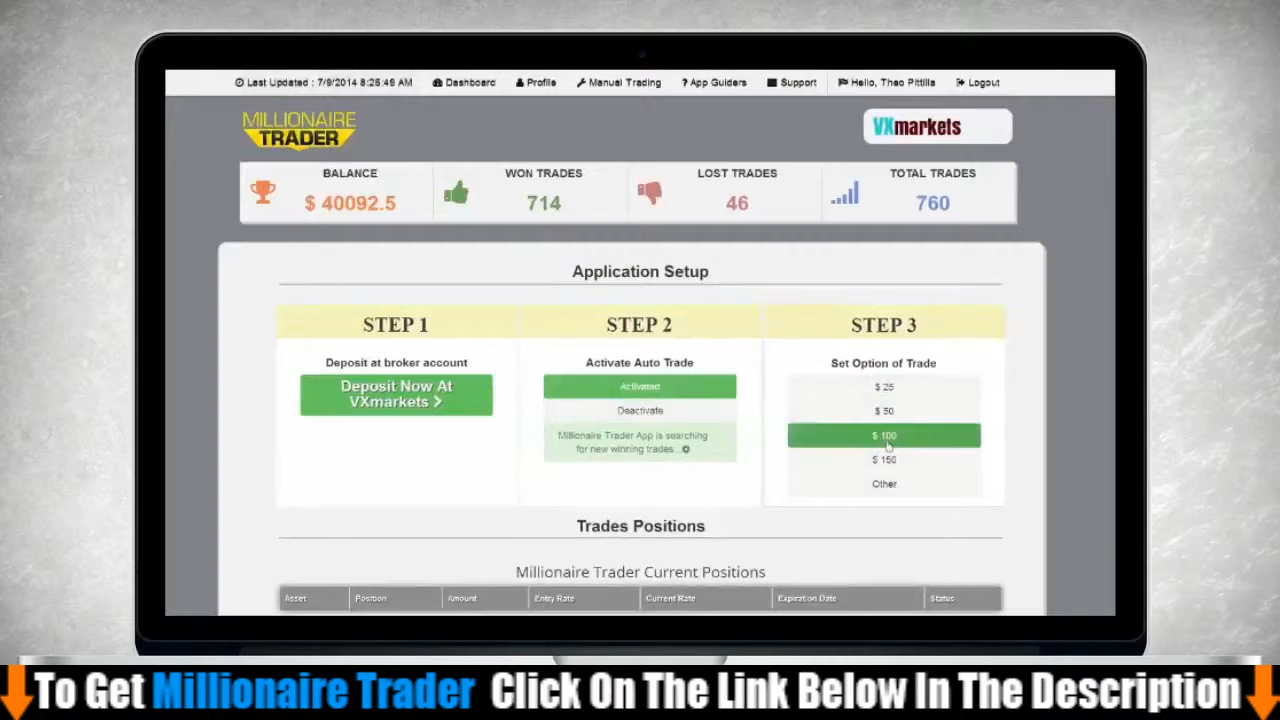 Last Updated : 7/9/2014 8:25:49 AM Dashboard Profile Manual Trading ? App Guiders Support Hello, Theo Pittilla Logout
MILLIONAIRE
TRADER
VXmarkets
BALANCE WON TRADES LOST TRADES TOTAL TRADES
$ 40092.5 714 46 760
Application Setup
STEP 1 STEP 2 STEP 3
Deposit at broker account Activate Auto Trade Set Option of Trade
Deposit Now At
VXmarkets >
Activated
Deactivate
Millionaire Trader App is searching
for new winning trades...
$ 25
$ 50
$ 100
$ 150
Other
Trades Positions
Millionaire Trader Current Positions
Asset Position Amount Entry Rate Current Rate Expiration Date Status
To Get Millionaire Trader Click On The Link Below In The Description